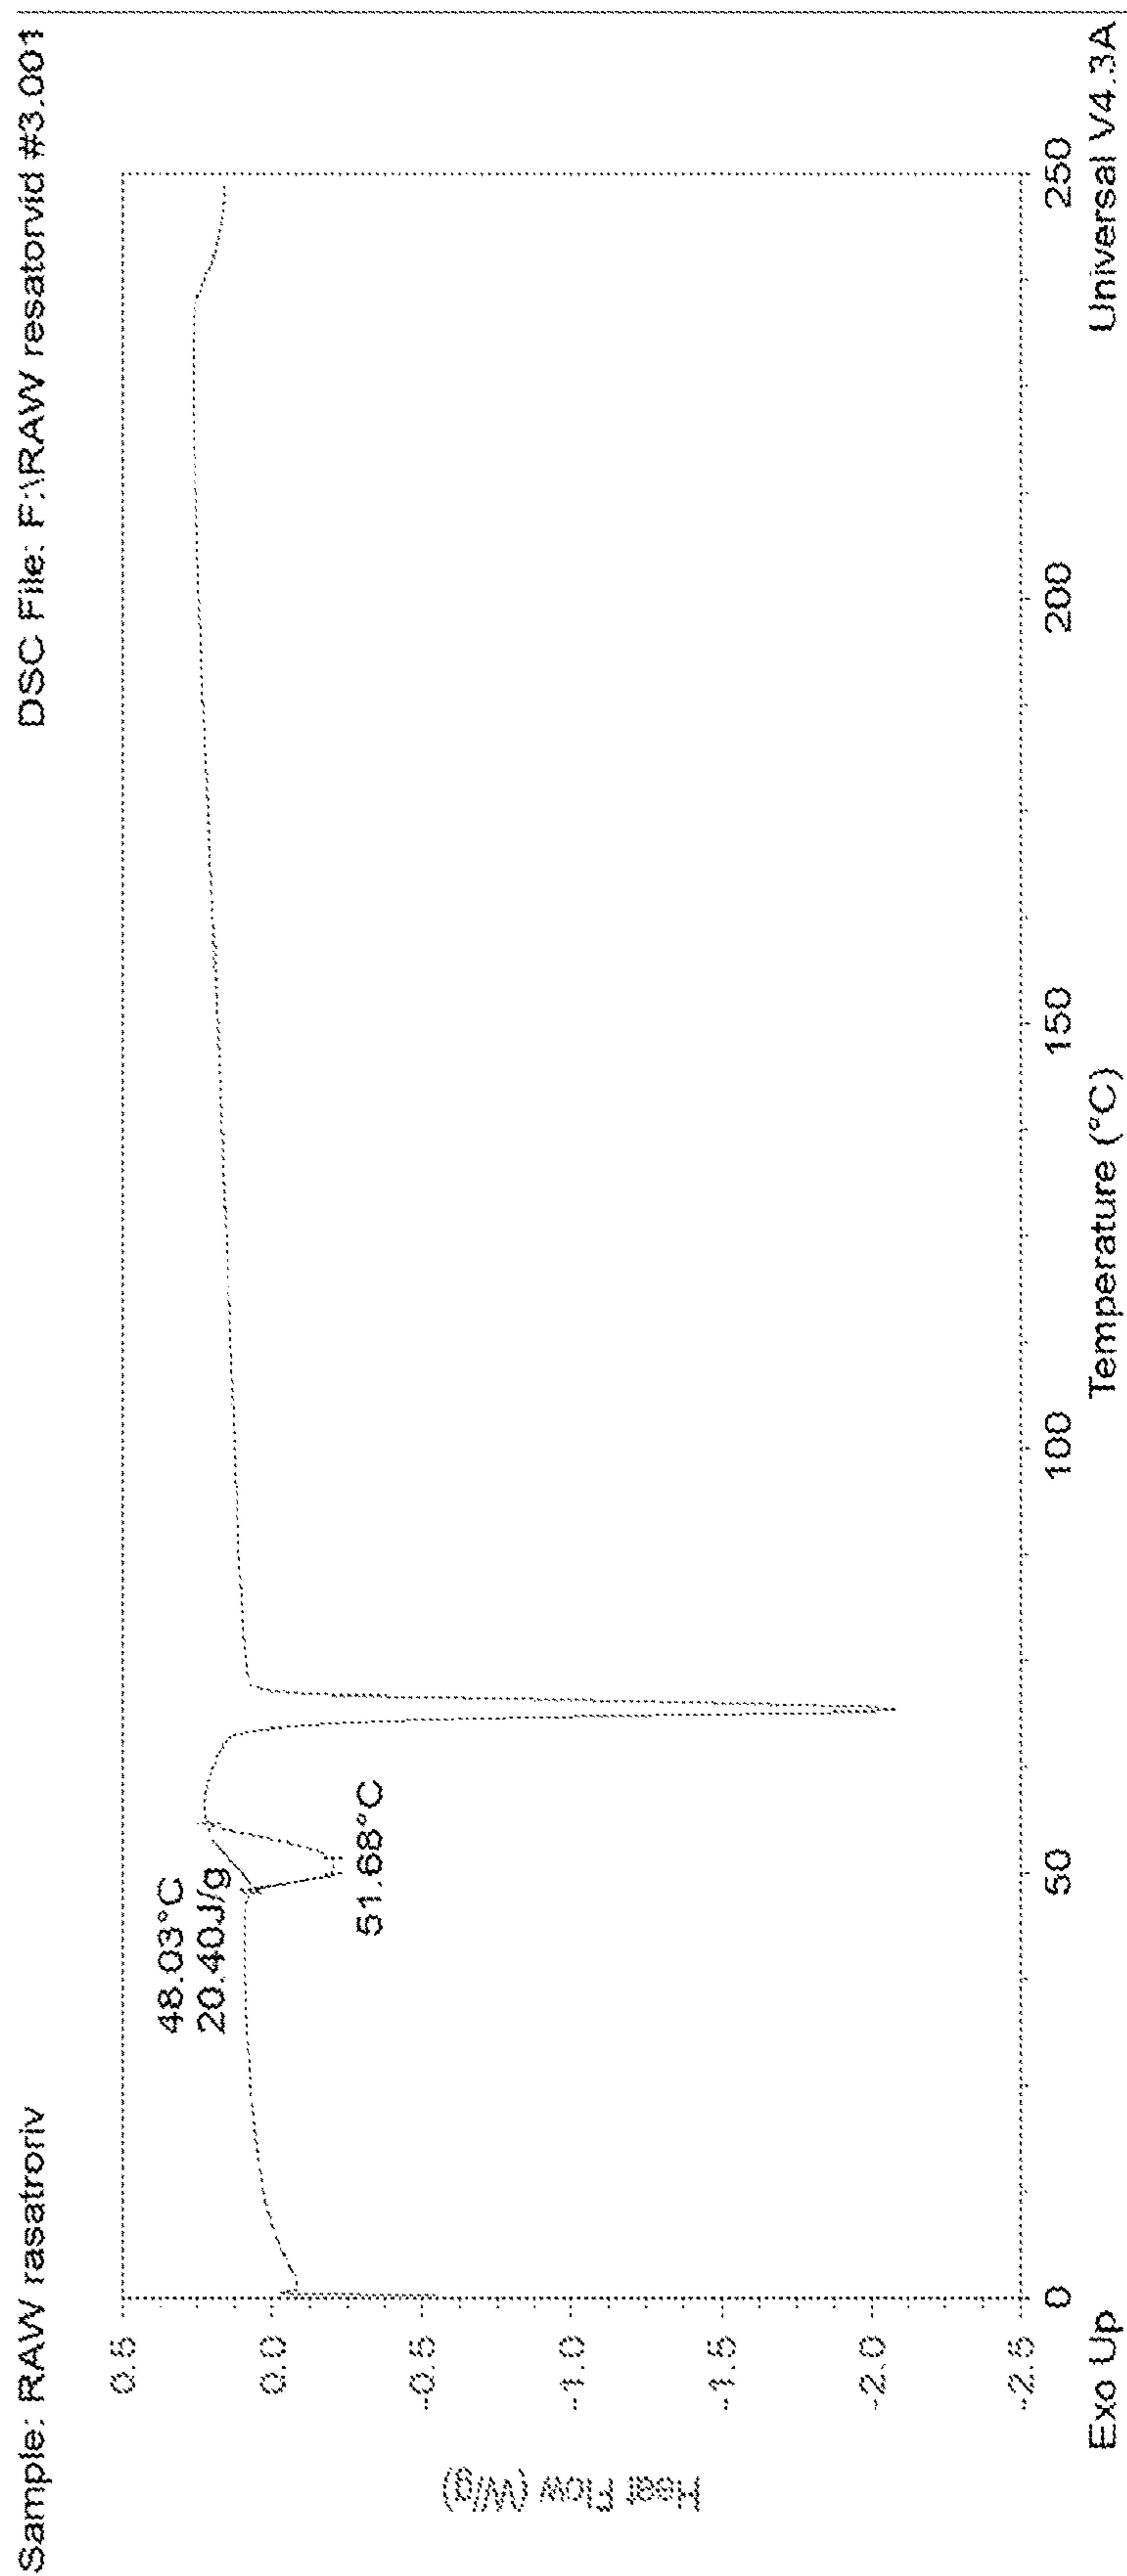 Sample: RAW rasatroriv
DSC File: F:\RAW resatorvid #3.001
48.03°C
20.40J/g
51.68°C
Heat Flow (W/g)
0.5
0.0
-0.5
-1.0
-1.5
-2.0
-2.5
0
50
100
150
200
250
Exo Up
Temperature (°C)
Universal V4.3A